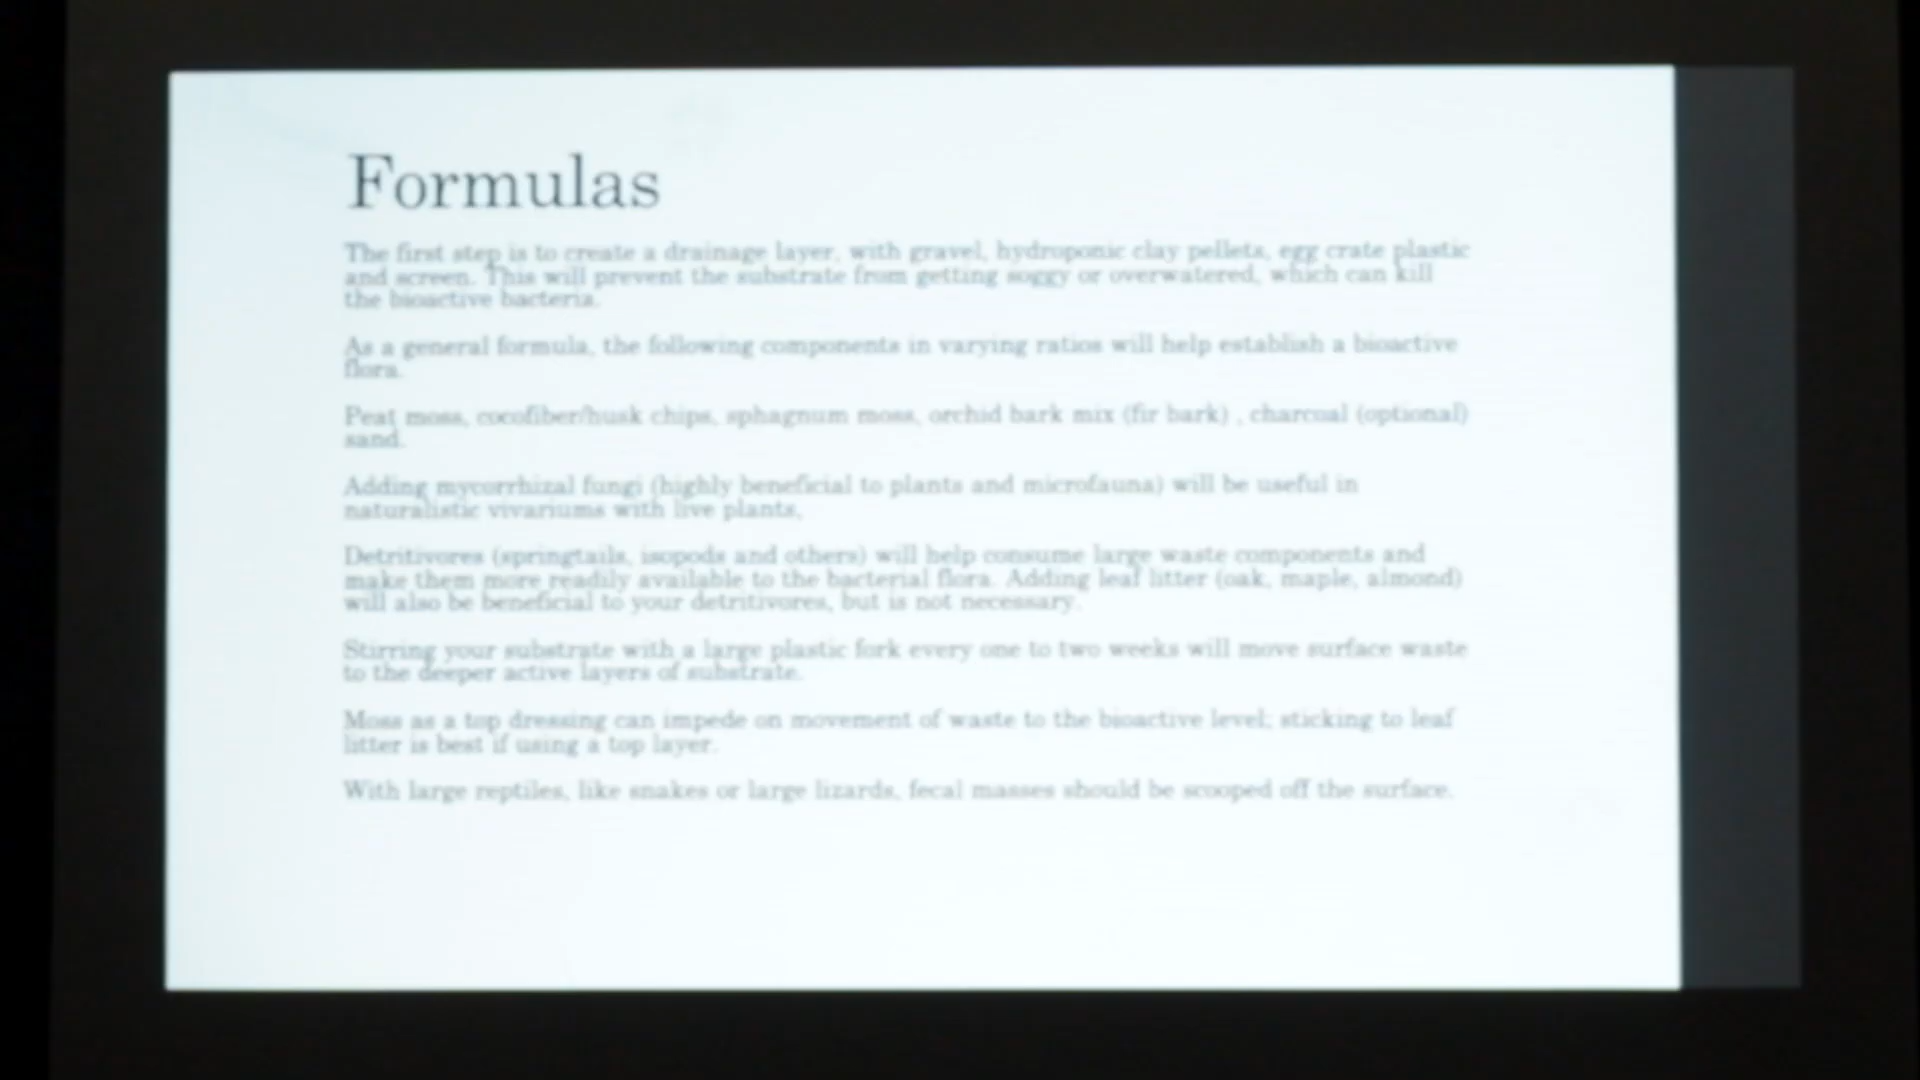 Formulas
The first step is to create a drainage layer, with gravel, hydroponic clay pellets, egg crate plastic
and screen. This will prevent the substrate from getting soggy or overwatered, which can kill
the bioactive bacteria.
As a general formula, the following components in varying ratios will help establish a bioactive
flora.
Peat moss, cocofiber/husk chips, sphagnum moss, orchid bark mix (fir bark) , charcoal (optional)
sand.
Adding mycorrhizal fungi (highly beneficial to plants and microfauna) will be useful in
naturalistic vivariums with live plants,
Detritivores (springtails, isopods and others) will help consume large waste components and
make them more readily available to the bacterial flora. Adding leaf litter (oak, maple, almond)
will also be beneficial to your detritivores, but is not necessary.
Stirring your substrate with a large plastic fork every one to two weeks will move surface waste
to the deeper active layers of substrate.
Moss as a top dressing can impede on movement of waste to the bioactive level; sticking to leaf
litter is best if using a top layer.
With large reptiles, like snakes or large lizards, fecal masses should be scooped off the surface.